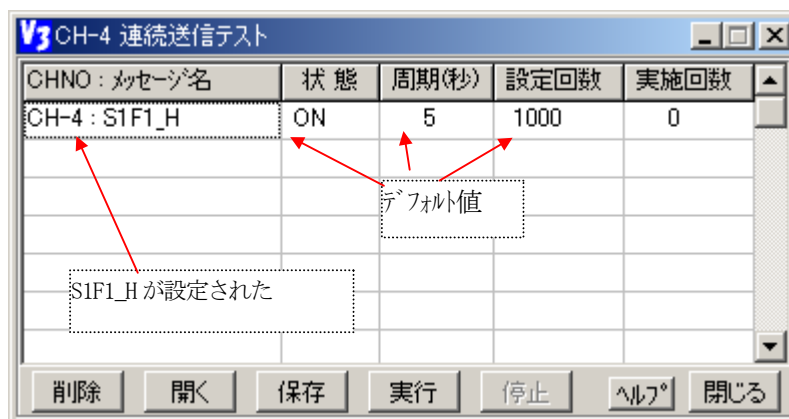 V3 CH-4 連続送信テスト
CHNO : ﾒｯｾｰｼﾞ名 状 態 周期(秒) 設定回数 実施回数
CH-4 : S1F1_H ON 5 1000 0
ﾃﾞﾌｫﾙﾄ値
S1F1_H が設定された
削除 開く 保存 実行 停止 ﾍﾙﾌﾟ 閉じる